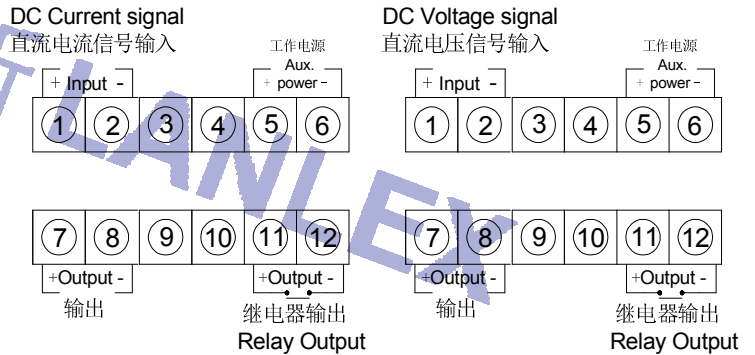 DC Current signal
直流电流信号输入
工作电源
Aux.
+ Input -
+ power -
1 2 3 4 5 6
7 8 9 10 11 12
+Output -
+Output -
输出
继电器输出
Relay Output
DC Voltage signal
直流电压信号输入
工作电源
Aux.
+ Input -
+ power -
1 2 3 4 5 6
7 8 9 10 11 12
+Output -
+Output -
输出
继电器输出
Relay Output
T LANLEX